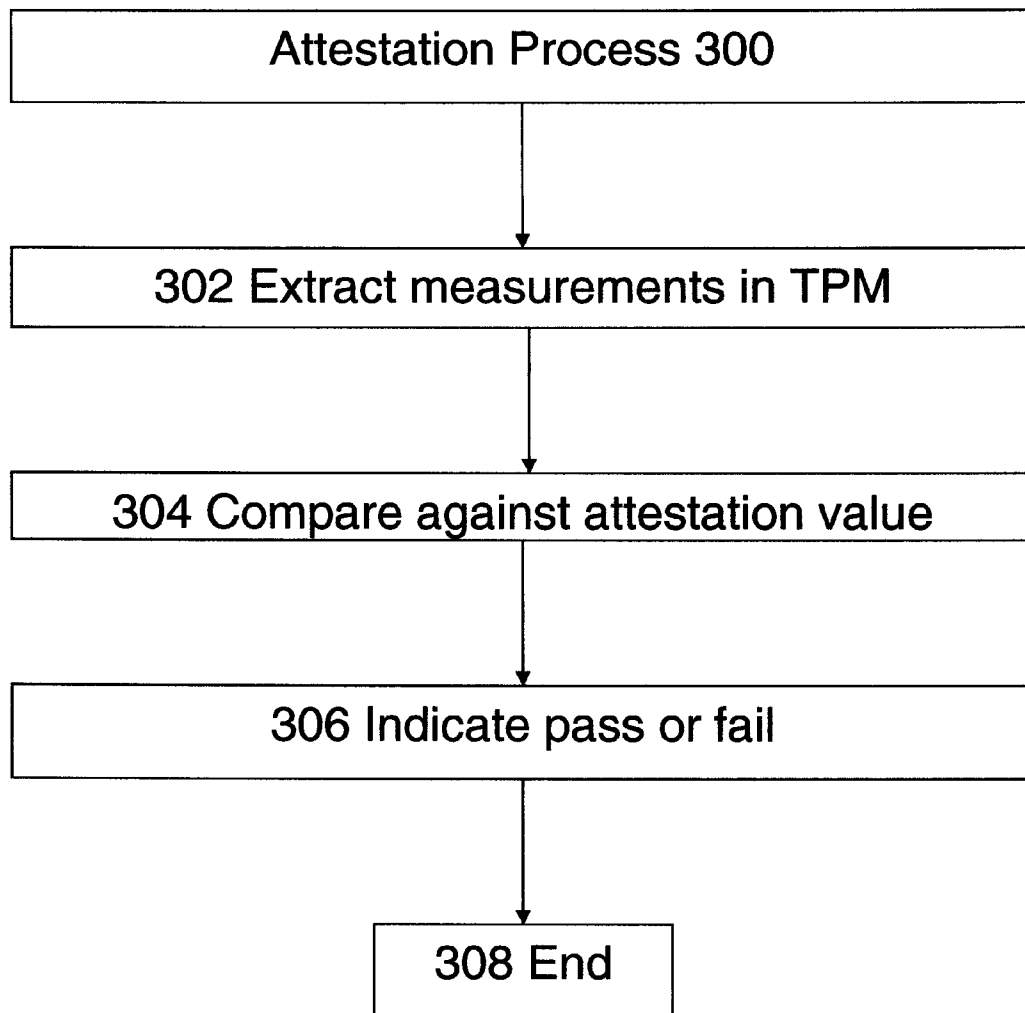 Attestation Process 300
302 Extract measurements in TPM
304 Compare against attestation value
306 Indicate pass or fail
308 End